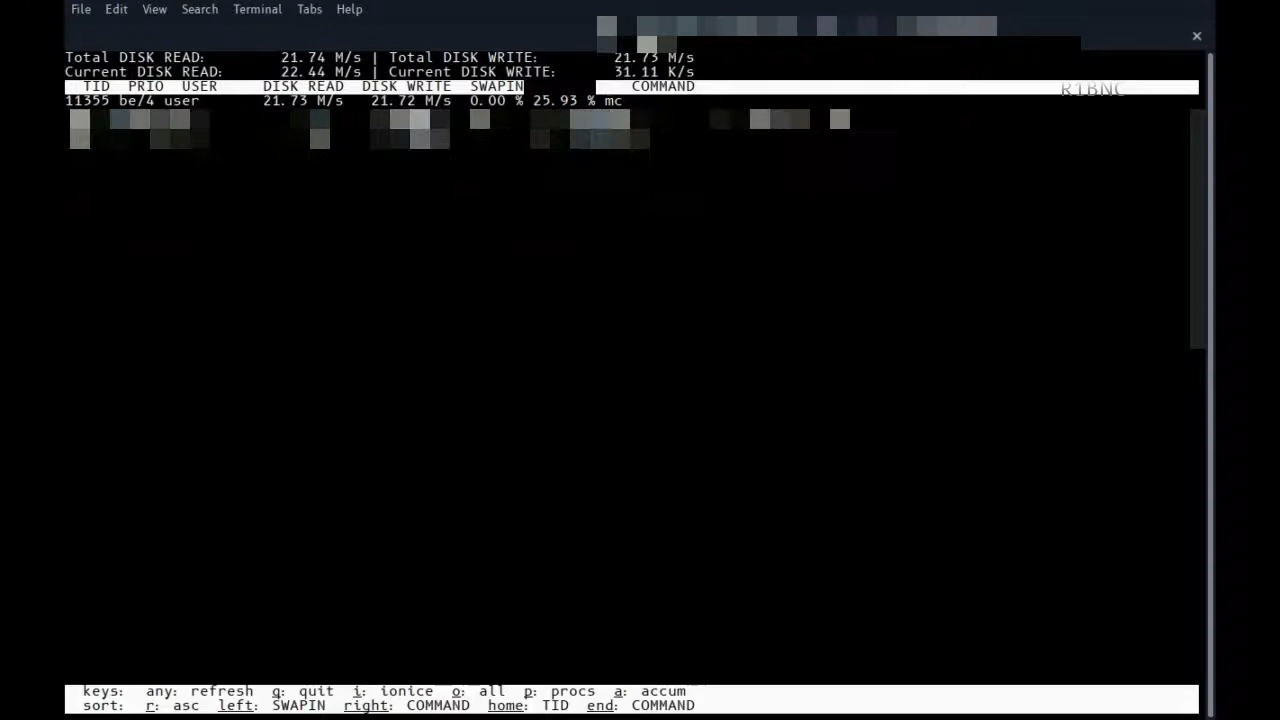 File Edit View Search Terminal Tabs Help
Total DISK READ: 21.74 M/s | Total DISK WRITE: 21.73 M/s
Current DISK READ: 22.44 M/s | Current DISK WRITE: 31.11 K/s
TID PRIO USER DISK READ DISK WRITE SWAPIN COMMAND
R1BNC
11355 be/4 user 21.73 M/s 21.72 M/s 0.00 % 25.93 % mc
keys: any: refresh q: quit i: ionice o: all p: procs a: accum
sort: r: asc left: SWAPIN right: COMMAND home: TID end: COMMAND